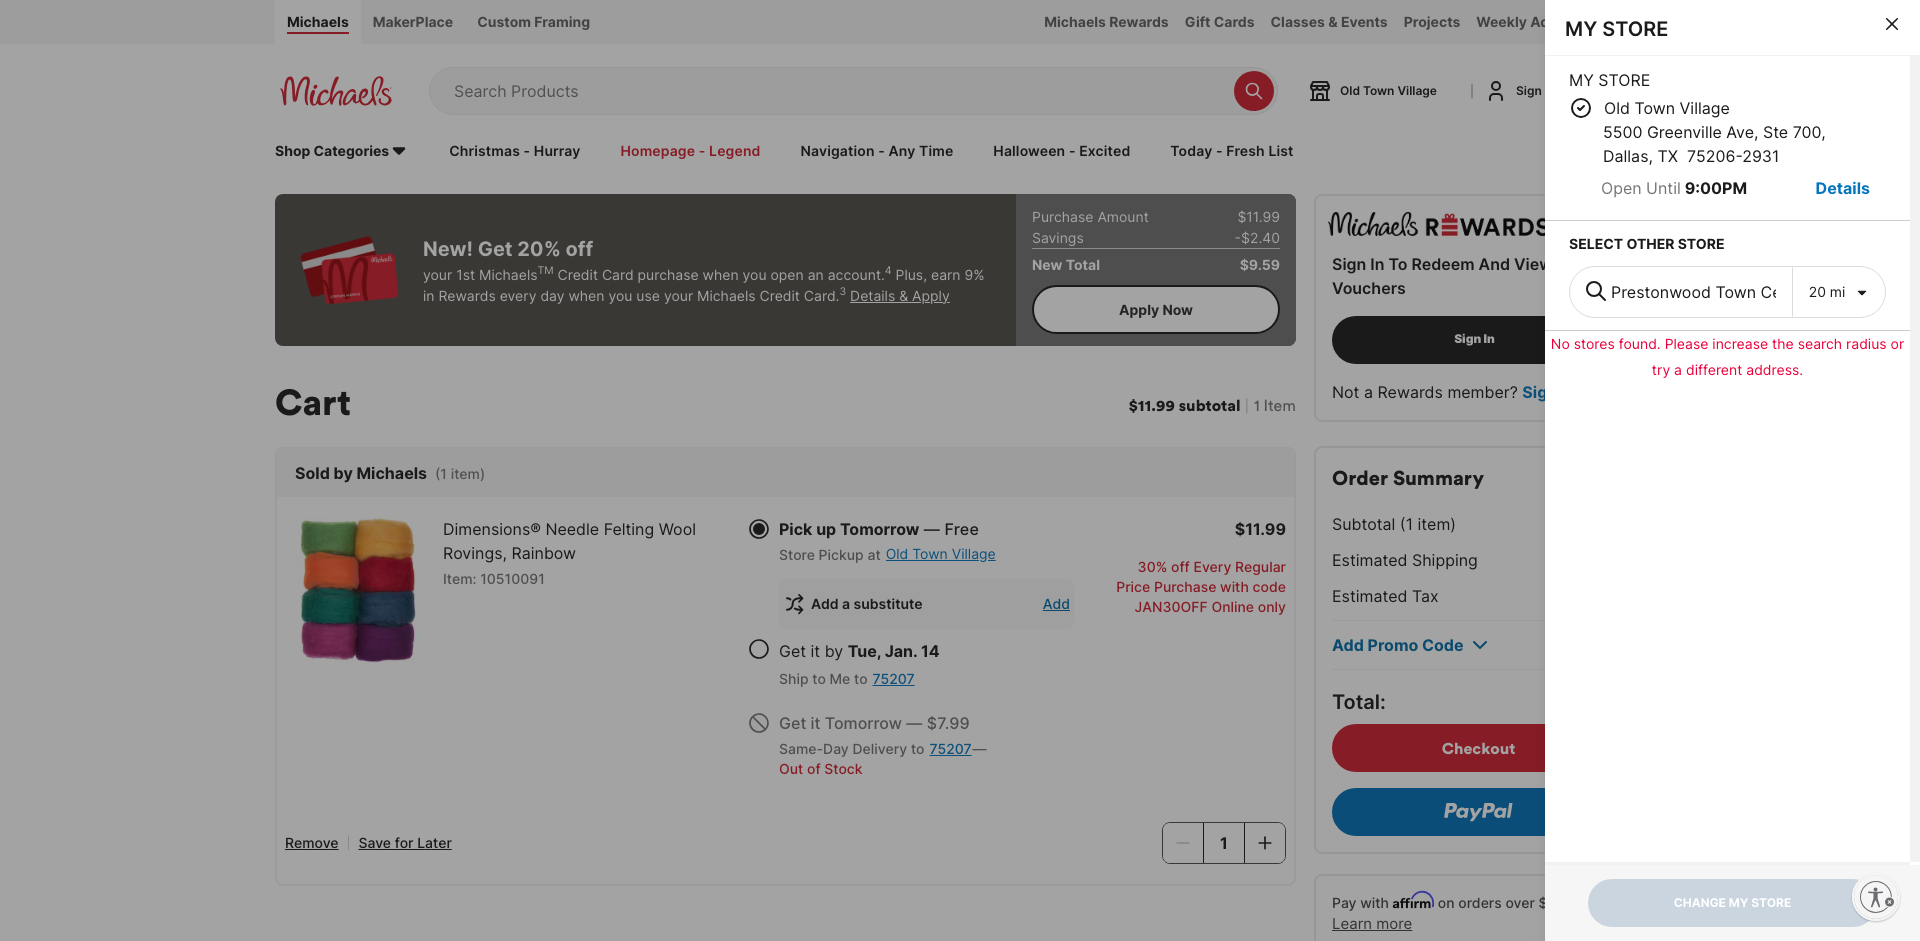 Michaels
MakerPlace
Custom Framing
Michaels Rewards
Gift Cards
Classes & Events
Projects
Weekly
Michaels
Search Products
Old Town Village
Sign
Shop Categories
Christmas - Hurray
Homepage - Legend
Navigation - Any Time
Halloween - Excited
Today - Fresh List
New! Get 20% off
your 1st Michaels™ Credit Card purchase when you open an account.4 Plus, earn 9%
in Rewards every day when you use your Michaels Credit Card.3 Details & Apply
Purchase Amount $11.99
Savings -$2.40
New Total $9.59
Apply Now
Michaels REWARDS
Sign In To Redeem And View
Vouchers
Sign In
Not a Rewards member? Sig
Cart
$11.99 subtotal | 1 Item
Sold by Michaels (1 item)
Dimensions® Needle Felting Wool
Rovings, Rainbow
Item: 10510091
Pick up Tomorrow — Free
Store Pickup at Old Town Village
Add a substitute Add
Get it by Tue, Jan. 14
Ship to Me to 75207
Get it Tomorrow — $7.99
Same-Day Delivery to 75207—
Out of Stock
$11.99
30% off Every Regular
Price Purchase with code
JAN30OFF Online only
Remove | Save for Later
1
Order Summary
Subtotal (1 item)
Estimated Shipping
Estimated Tax
Add Promo Code
Total:
Checkout
PayPal
Pay with affirm on orders over $
Learn more
MY STORE
MY STORE
Old Town Village
5500 Greenville Ave, Ste 700,
Dallas, TX 75206-2931
Open Until 9:00PM
Details
SELECT OTHER STORE
Prestonwood Town Ce
20 mi
No stores found. Please increase the search radius or
try a different address.
CHANGE MY STORE